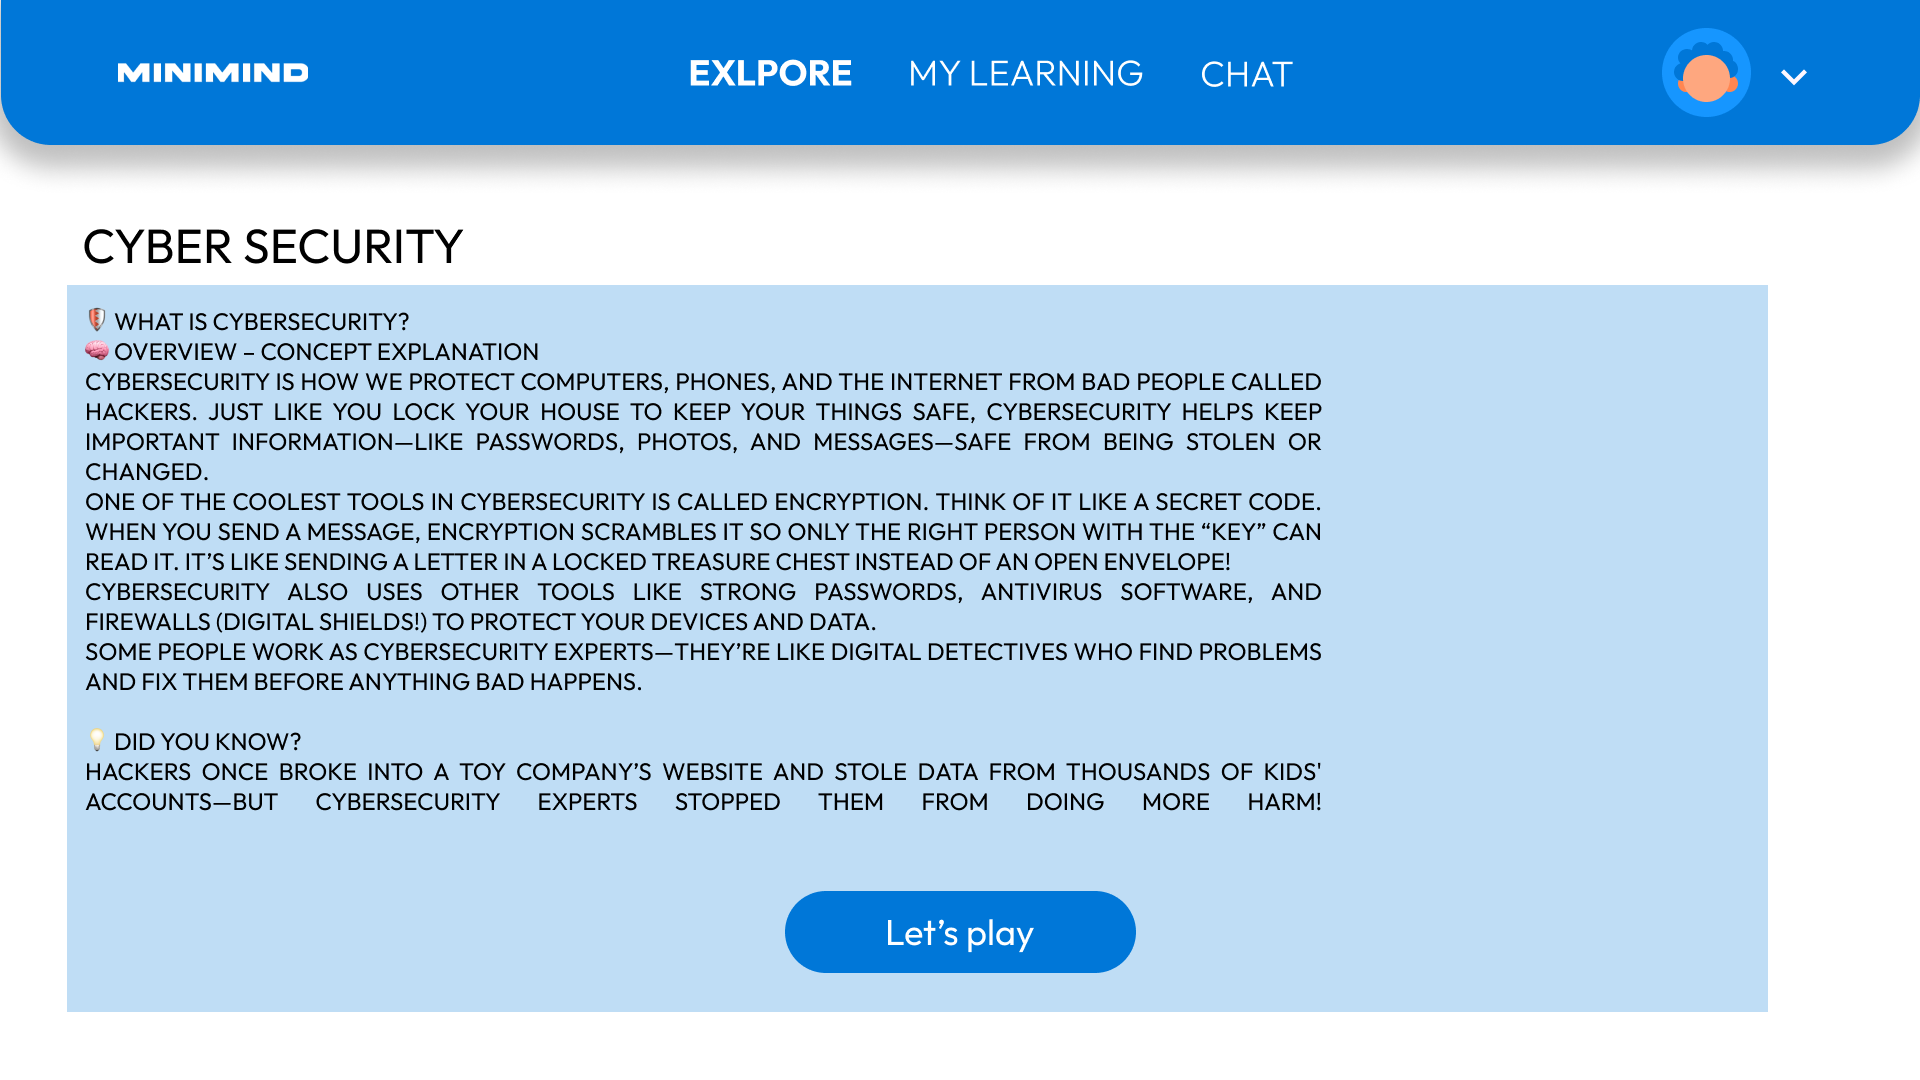 MINIMIND
EXLPORE
MY LEARNING
CHAT
CYBER SECURITY
🛡️ WHAT IS CYBERSECURITY?
🧠 OVERVIEW – CONCEPT EXPLANATION
CYBERSECURITY IS HOW WE PROTECT COMPUTERS, PHONES, AND THE INTERNET FROM BAD PEOPLE CALLED
HACKERS. JUST LIKE YOU LOCK YOUR HOUSE TO KEEP YOUR THINGS SAFE, CYBERSECURITY HELPS KEEP
IMPORTANT INFORMATION—LIKE PASSWORDS, PHOTOS, AND MESSAGES—SAFE FROM BEING STOLEN OR
CHANGED.
ONE OF THE COOLEST TOOLS IN CYBERSECURITY IS CALLED ENCRYPTION. THINK OF IT LIKE A SECRET CODE.
WHEN YOU SEND A MESSAGE, ENCRYPTION SCRAMBLES IT SO ONLY THE RIGHT PERSON WITH THE “KEY” CAN
READ IT. IT’S LIKE SENDING A LETTER IN A LOCKED TREASURE CHEST INSTEAD OF AN OPEN ENVELOPE!
CYBERSECURITY ALSO USES OTHER TOOLS LIKE STRONG PASSWORDS, ANTIVIRUS SOFTWARE, AND
FIREWALLS (DIGITAL SHIELDS!) TO PROTECT YOUR DEVICES AND DATA.
SOME PEOPLE WORK AS CYBERSECURITY EXPERTS—THEY’RE LIKE DIGITAL DETECTIVES WHO FIND PROBLEMS
AND FIX THEM BEFORE ANYTHING BAD HAPPENS.
💡 DID YOU KNOW?
HACKERS ONCE BROKE INTO A TOY COMPANY’S WEBSITE AND STOLE DATA FROM THOUSANDS OF KIDS'
ACCOUNTS—BUT CYBERSECURITY EXPERTS STOPPED THEM FROM DOING MORE HARM!
Let’s play